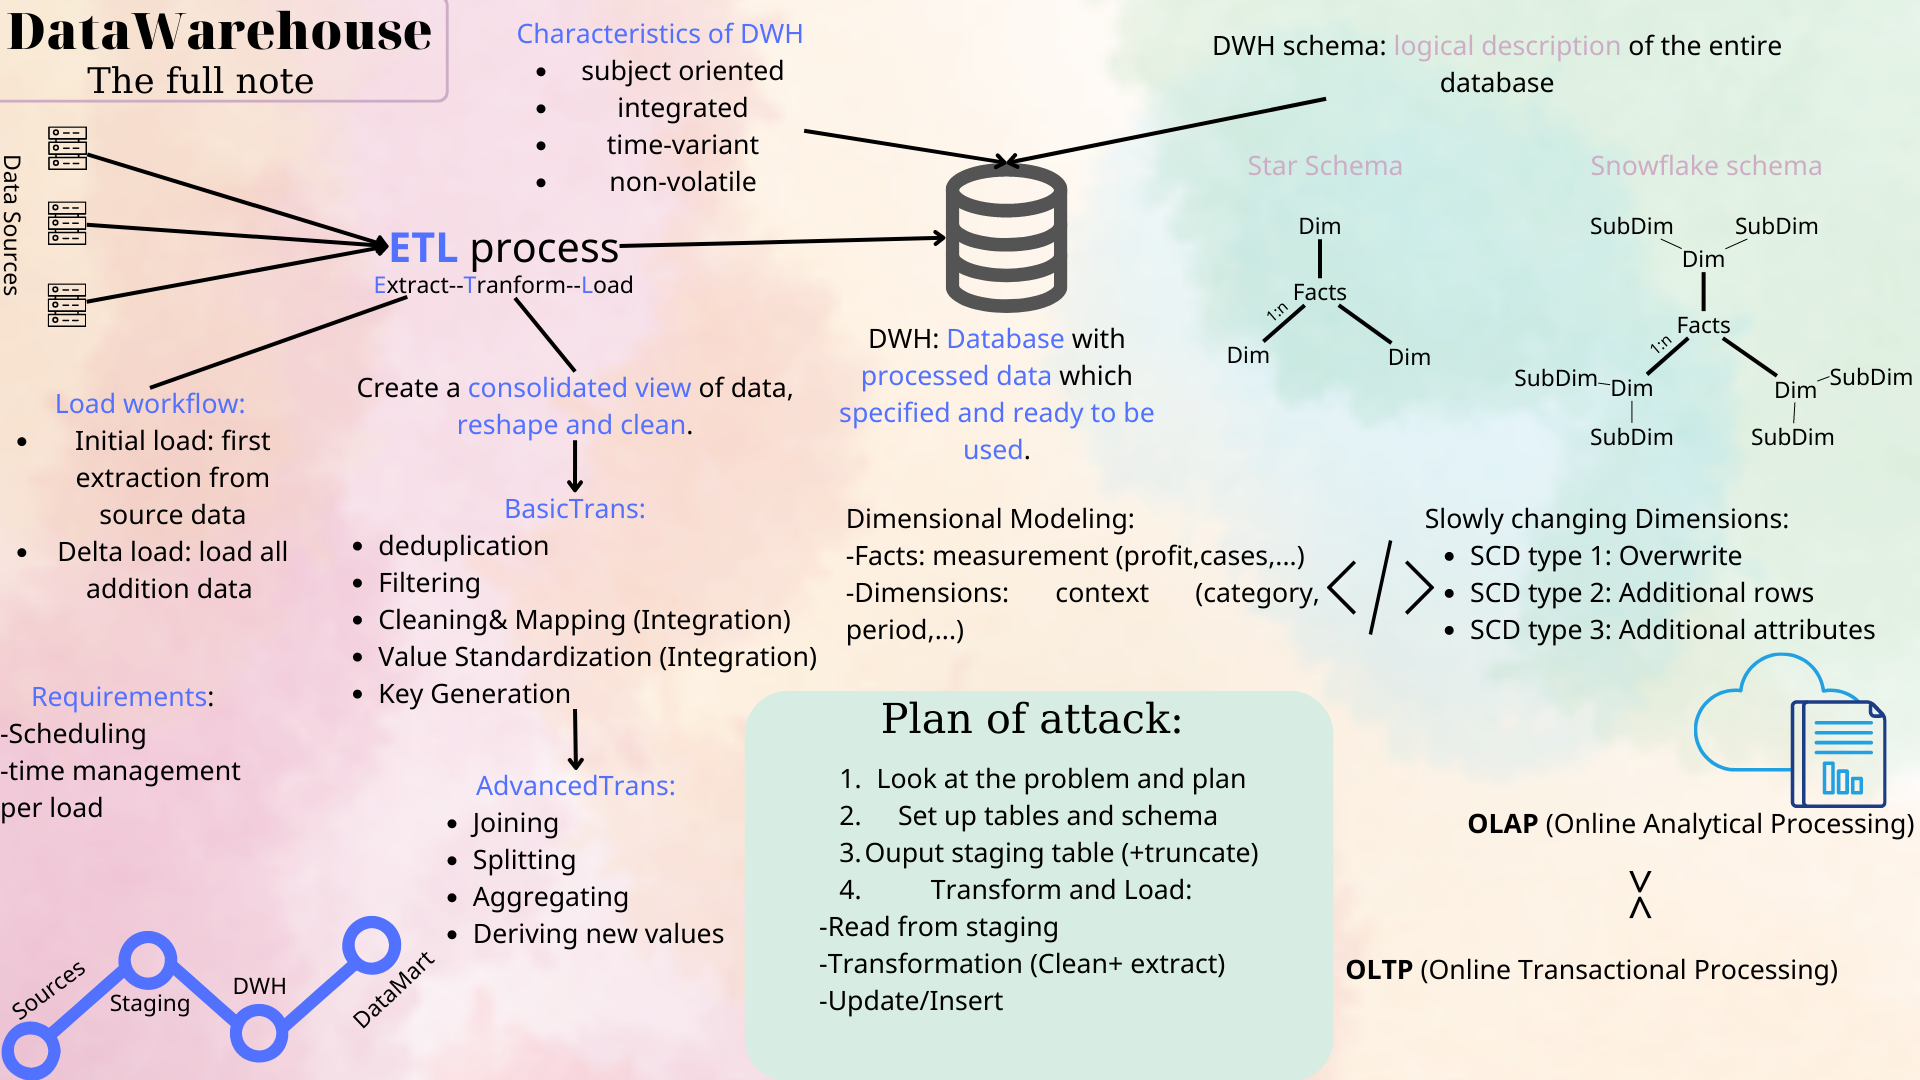 DataWarehouse
The full note
Data Sources
Characteristics of DWH
• subject oriented
• integrated
• time-variant
• non-volatile
DWH schema: logical description of the entire
database
ETL process
Extract--Tranform--Load
Load workflow:
• Initial load: first
extraction from
source data
• Delta load: load all
addition data
Requirements:
-Scheduling
-time management
per load
Create a consolidated view of data,
reshape and clean.
BasicTrans:
• deduplication
• Filtering
• Cleaning& Mapping (Integration)
• Value Standardization (Integration)
• Key Generation
AdvancedTrans:
• Joining
• Splitting
• Aggregating
• Deriving new values
Sources
Staging
DWH
DataMart
DWH: Database with
processed data which
specified and ready to be
used.
Star Schema
Dim
Facts
1:n
Dim
Dim
Snowflake schema
SubDim
SubDim
Dim
Facts
1:n
SubDim
Dim
Dim
SubDim
SubDim
SubDim
Dimensional Modeling:
-Facts: measurement (profit,cases,...)
-Dimensions: context (category,
period,...)
Slowly changing Dimensions:
• SCD type 1: Overwrite
• SCD type 2: Additional rows
• SCD type 3: Additional attributes
Plan of attack:
1. Look at the problem and plan
2. Set up tables and schema
3. Ouput staging table (+truncate)
4. Transform and Load:
-Read from staging
-Transformation (Clean+ extract)
-Update/Insert
OLAP (Online Analytical Processing)
OLTP (Online Transactional Processing)